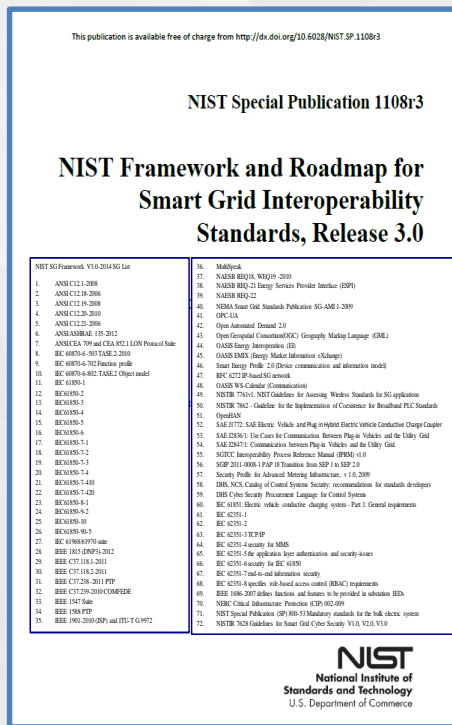 This publication is available free of charge from http://dx.doi.org/10.6028/NIST.SP.1108r3
NIST Special Publication 1108r3
NIST Framework and Roadmap for
Smart Grid Interoperability
Standards, Release 3.0
NIST SG Framework V3.0-2014 SG List
1. ANSI C12.1-2008
2. ANSI C12.18-2006
3. ANSI C12.19-2008
4. ANSI C12.20-2010
5. ANSI C12.21-2006
6. ANSI/ASHRAE 135-2012
7. ANSI/CEA 709 and CEA 852.1 LON Protocol Suite
8. IEC 60870-6-503 TASE.2-2010
9. IEC 60870-6-702 Function profile
10. IEC 60870-6-802: TASE.2 Object model
11. IEC 61850-1
12. IEC61850-2
13. IEC61850-3
14. IEC61850-4
15. IEC61850-5
16. IEC61850-6
17. IEC61850-7-1
18. IEC61850-7-2
19. IEC61850-7-3
20. IEC61850-7-4
21. IEC61850-7-410
22. IEC61850-7-420
23. IEC61850-8-1
24. IEC61850-9-2
25. IEC61850-10
26. IEC61850-90-5
27. IEC 61968/61970 suite
28. IEEE 1815 (DNP3)-2012
29. IEEE C37.118.1-2011
30. IEEE C37.118.2-2011
31. IEEE C37.238-2011 PTP
32. IEEE C37.239-2010 COMFEDE
33. IEEE 1547 Suite
34. IEEE 1588 PTP
35. IEEE 1901-2010 (ISP) and ITU-T G.9972
36. MultiSpeak
37. NAESB REQ18, WEQ19 -2010
38. NAESB REQ-21 Energy Services Provider Interface (ESPI)
39. NAESB REQ-22
40. NEMA Smart Grid Standards Publication SG-AMI 1-2009
41. OPC-UA
42. Open Automated Demand 2.0
43. Open Geospatial Consortium(OGC) Geography Markup Language (GML)
44. OASIS Energy Interoperation (EI)
45. OASIS EMIX (Energy Market Information eXchange)
46. Smart Energy Profile 2.0 (Device communication and information model)
47. RFC 6272 IP-based SG network
48. OASIS WS-Calendar (Communication)
49. NISTIR 7761v1, NIST Guidelines for Assessing Wireless Standards for SG applications
50. NISTIR 7862 - Guideline for the Implementation of Coexistence for Broadband PLC Standards
51. OpenHAN
52. SAE J1772: SAE Electric Vehicle and Plug in Hybrid Electric Vehicle Conductive Charge Coupler
53. SAE J2836/1: Use Cases for Communication Between Plug-in Vehicles and the Utility Grid
54. SAE J2847/1: Communication between Plug-in Vehicles and the Utility Grid.
55. SGTCC Interoperability Process Reference Manual (IPRM) v1.0
56. SGIP 2011-0008-1 PAP 18 Transition from SEP 1 to SEP 2.0
57. Security Profile for Advanced Metering Infrastructure, v 1.0, 2009
58. DHS, NCS, Catalog of Control Systems Security: recommendations for standards developers
59. DHS Cyber Security Procurement Language for Control Systems
60. IEC 61851: Electric vehicle conductive charging system - Part 1: General requirements
61. IEC 62351-1
62. IEC 62351-2
63. IEC 62351-3 TCP/IP
64. IEC 62351-4 security for MMS
65. IEC 62351-5 the application layer authentication and security-issues
66. IEC 62351-6 security for IEC 61850
67. IEC 62351-7 end-to-end information security
68. IEC 62351-8 specifies role-based access control (RBAC) requirements
69. IEEE 1686-2007 defines functions and features to be provided in substation IEDs
70. NERC Critical Infrastructure Protection (CIP) 002-009
71. NIST Special Publication (SP) 800-53 Mandatory standards for the bulk electric system
72. NISTIR 7628 Guidelines for Smart Grid Cyber Security V1.0, V2.0, V3.0
NIST
National Institute of
Standards and Technology
U.S. Department of Commerce